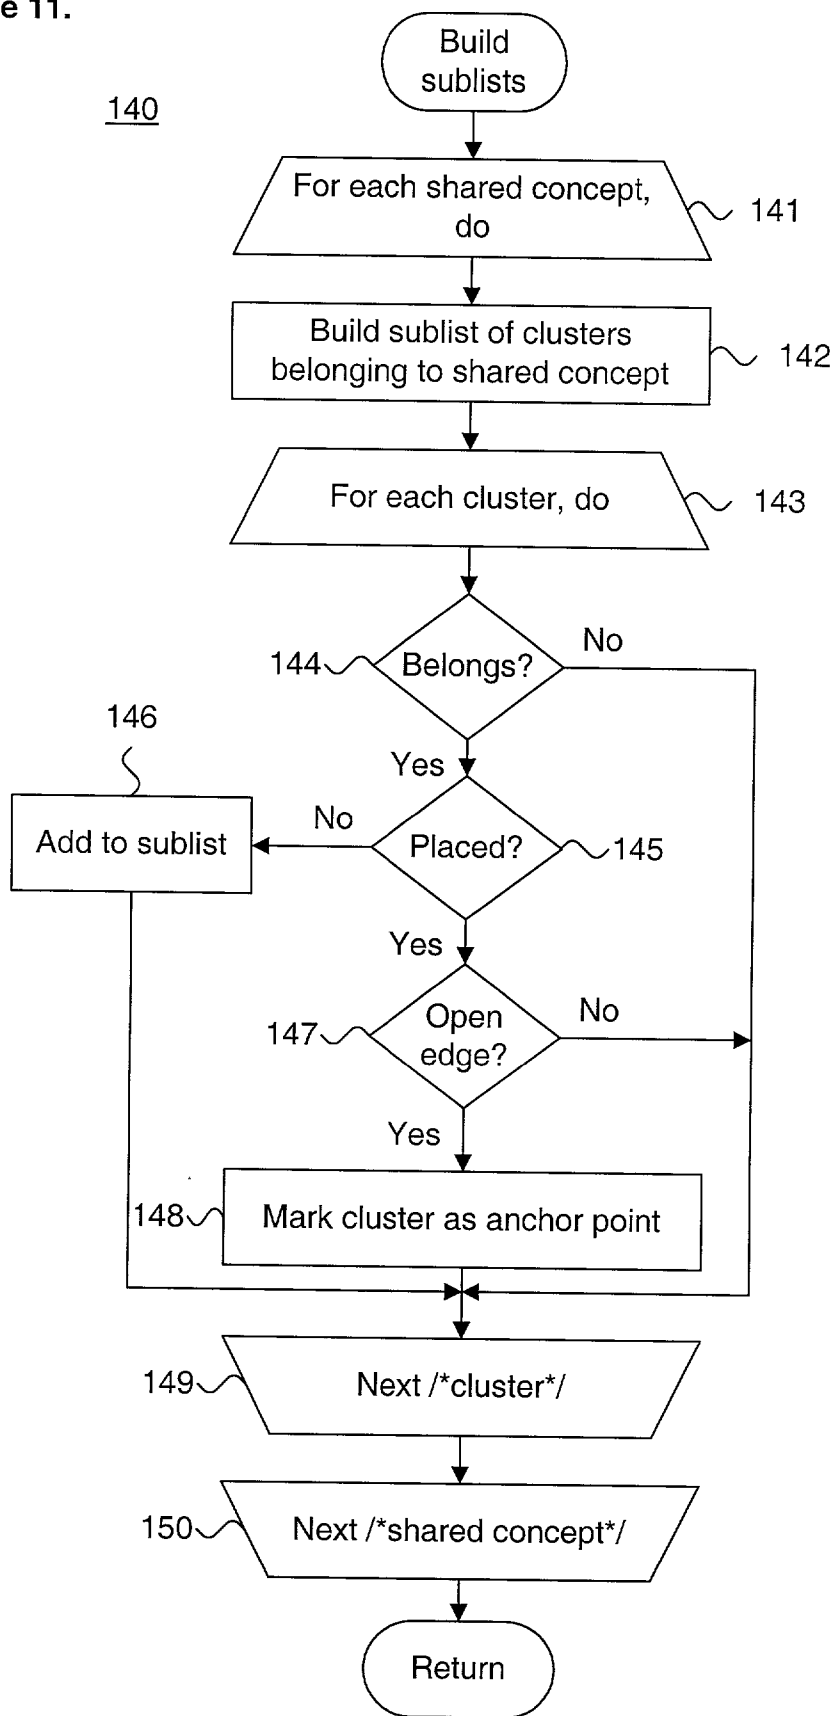 e 11.
Build
sublists
140
For each shared concept,
do
141
Build sublist of clusters
belonging to shared concept
142
For each cluster, do
143
No
144
Belongs?
146
Yes
No
Add to sublist
Placed?
145
Yes
Open
edge?
No
147
Yes
148
Mark cluster as anchor point
149
Next /*cluster*/
150
Next /*shared concept*/
Return